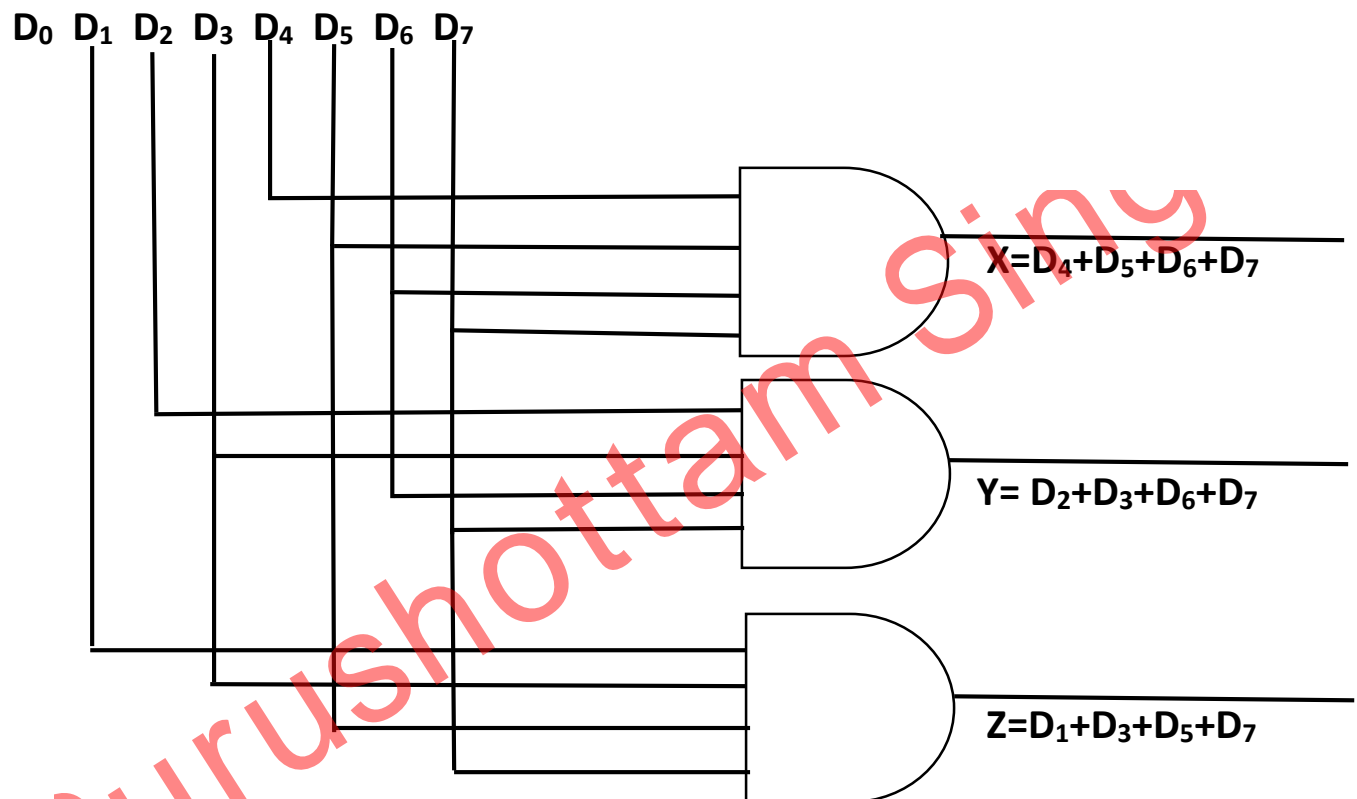 D₀ D₁ D₂ D₃ D₄ D₅ D₆ D₇
X=D₄+D₅+D₆+D₇
Y= D₂+D₃+D₆+D₇
Z=D₁+D₃+D₅+D₇
urushottam Sing